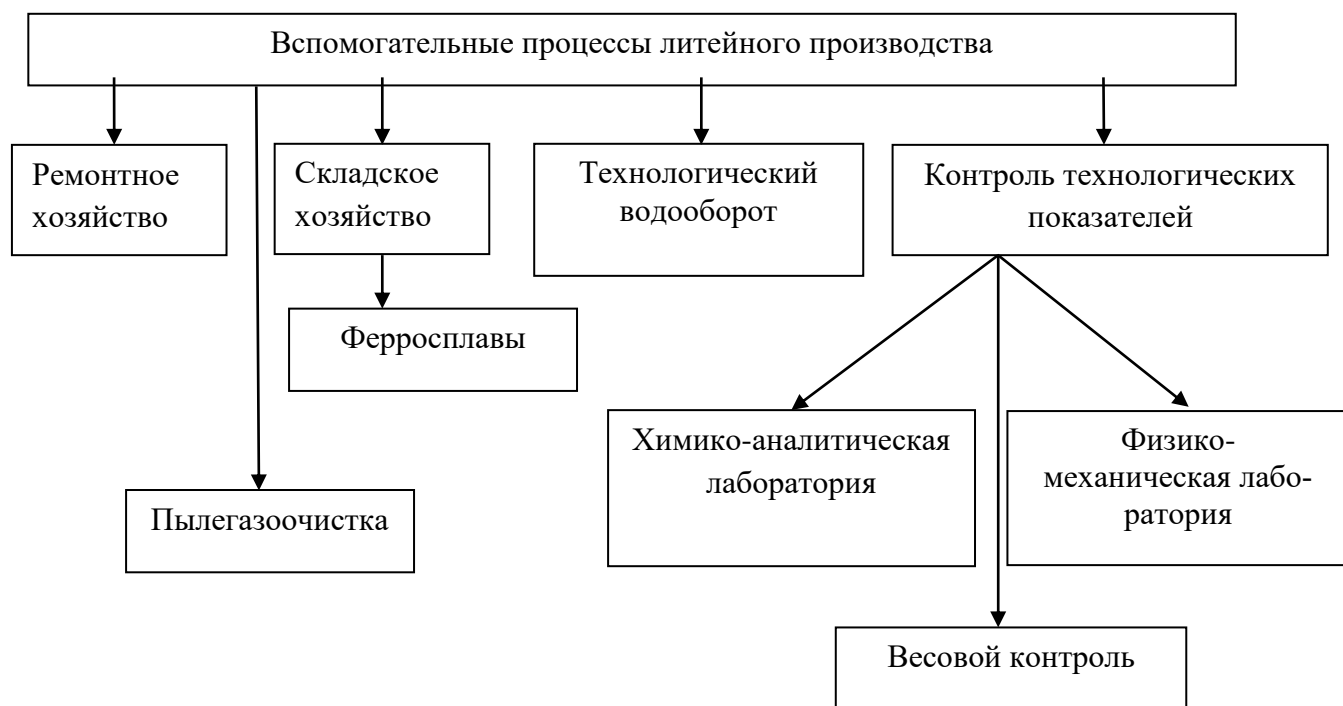 Вспомогательные процессы литейного производства
Ремонтное
хозяйство
Складское
хозяйство
Технологический
водооборот
Контроль технологических
показателей
Ферросплавы
Химико-аналитическая
лаборатория
Физико-
механическая лабо-
ратория
Пылегазоочистка
Весовой контроль